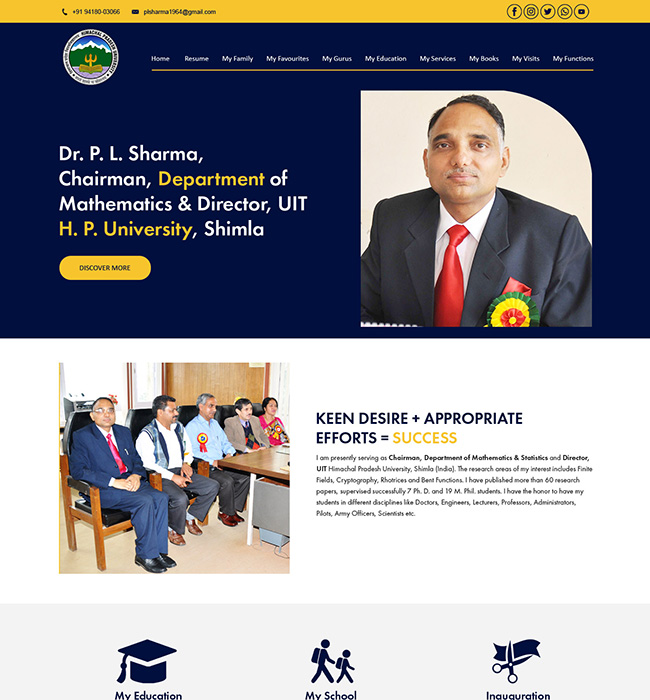 +91 94180-03066 plsharma1964@gmail.com
Home Resume My Family My Favourites My Gurus My Education My Services My Books My Visits My Functions
Dr. P. L. Sharma,
Chairman, Department of
Mathematics & Director, UIT
H. P. University, Shimla
DISCOVER MORE
KEEN DESIRE + APPROPRIATE
EFFORTS = SUCCESS
I am presently serving as Chairman, Department of Mathematics & Statistics and Director,
UIT Himachal Pradesh University, Shimla (India). The research areas of my interest includes Finite
Fields, Cryptography, Rhotrices and Bent Functions. I have published more than 60 research
papers, supervised successfully 7 Ph. D. and 19 M. Phil. students. I have the honor to have my
students in different disciplines like Doctors, Engineers, Lecturers, Professors, Administrators,
Pilots, Army Officers, Scientists etc.
My Education My School Inauguration